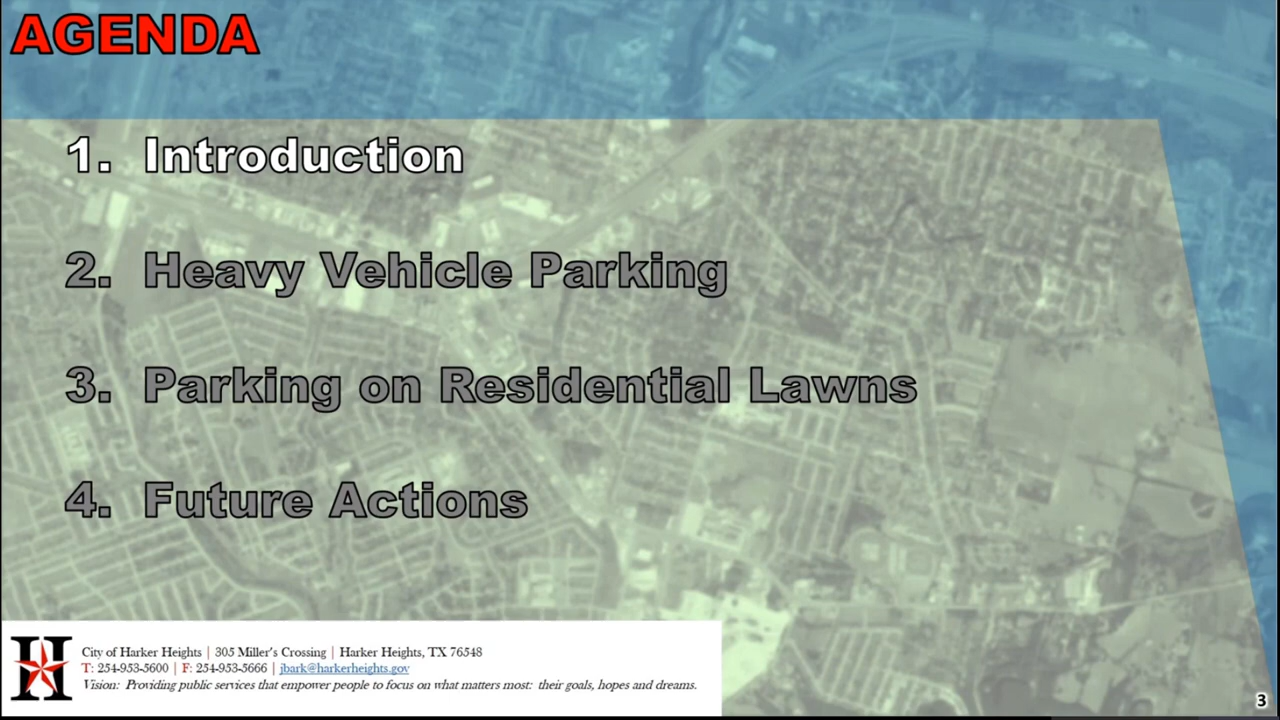 AGENDA
1. Introduction
2. Heavy Vehicle Parking
3. Parking on Residential Lawns
4. Future Actions
H
City of Harker Heights | 305 Miller's Crossing | Harker Heights, TX 76548
T: 254-953-5600 | F: 254-953-5666 | jbark@harkerheights.gov
Vision: Providing public services that empower people to focus on what matters most: their goals, hopes and dreams.
3